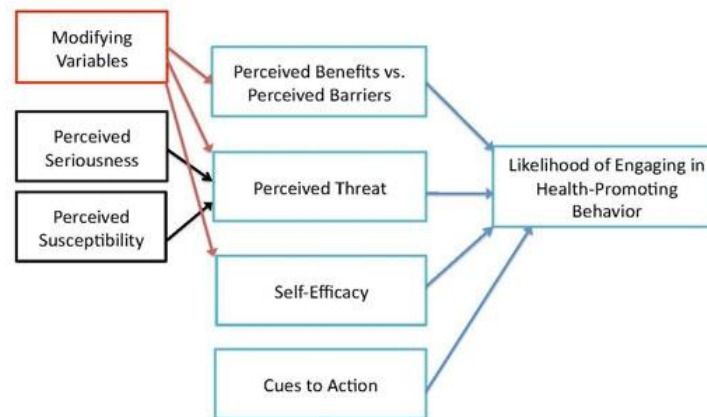 Modifying
Variables
Perceived Benefits vs.
Perceived Barriers
Perceived
Seriousness
Perceived Threat
Perceived
Susceptibility
Likelihood of Engaging in
Health-Promoting
Behavior
Self-Efficacy
Cues to Action